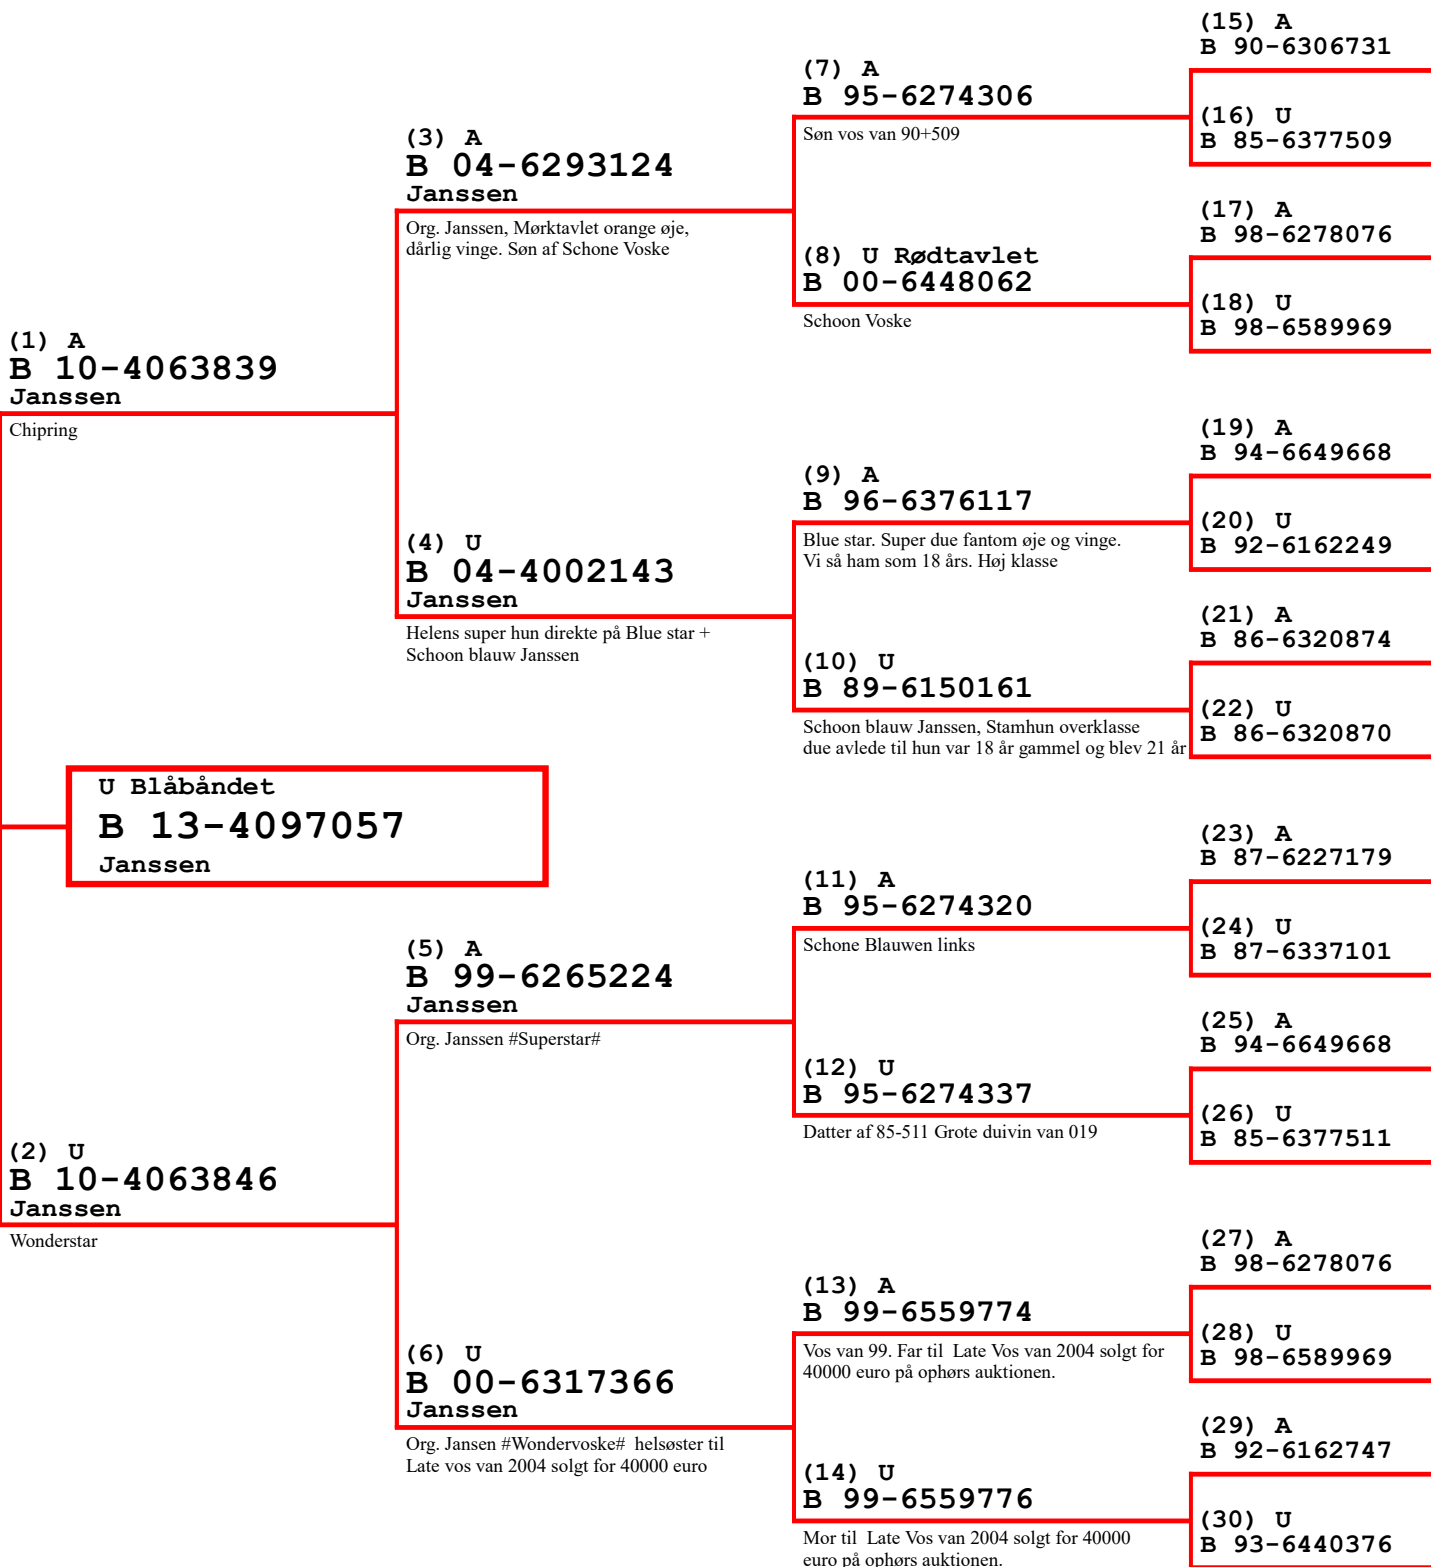 (15) A
B 90-6306731
(7) A
B 95-6274306
Søn vos van 90+509
(16) U
B 85-6377509
(3) A
B 04-6293124
Janssen
Org. Janssen, Mørktavlet orange øje,
dårlig vinge. Søn af Schone Voske
(17) A
B 98-6278076
(8) U Rødtavlet
B 00-6448062
Schoon Voske
(18) U
B 98-6589969
(1) A
B 10-4063839
Janssen
Chipring
(19) A
B 94-6649668
(9) A
B 96-6376117
Blue star. Super due fantom øje og vinge.
Vi så ham som 18 års. Høj klasse
(20) U
B 92-6162249
(4) U
B 04-4002143
Janssen
Helens super hun direkte på Blue star +
Schoon blauw Janssen
(21) A
B 86-6320874
(10) U
B 89-6150161
Schoon blauw Janssen, Stamhun overklasse
due avlede til hun var 18 år gammel og blev 21 år
(22) U
B 86-6320870
U Blåbåndet
B 13-4097057
Janssen
(23) A
B 87-6227179
(11) A
B 95-6274320
Schone Blauwen links
(24) U
B 87-6337101
(5) A
B 99-6265224
Janssen
Org. Janssen #Superstar#
(25) A
B 94-6649668
(12) U
B 95-6274337
Datter af 85-511 Grote duivin van 019
(26) U
B 85-6377511
(2) U
B 10-4063846
Janssen
Wonderstar
(27) A
B 98-6278076
(13) A
B 99-6559774
Vos van 99. Far til  Late Vos van 2004 solgt for
40000 euro på ophørs auktionen.
(28) U
B 98-6589969
(6) U
B 00-6317366
Janssen
Org. Jansen #Wondervoske#  helsøster til
Late vos van 2004 solgt for 40000 euro
(29) A
B 92-6162747
(14) U
B 99-6559776
Mor til  Late Vos van 2004 solgt for 40000
euro på ophørs auktionen.
(30) U
B 93-6440376